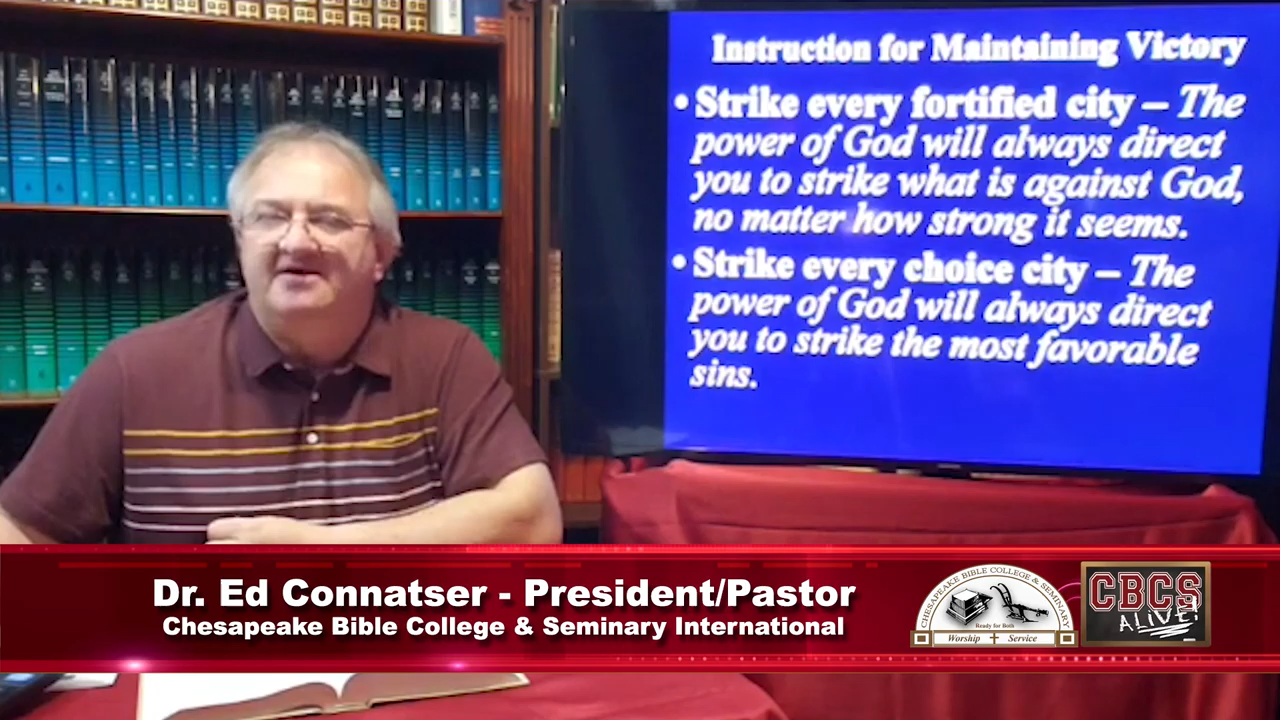 Instruction for Maintaining Victory
• Strike every fortified city – The
power of God will always direct
you to strike what is against God,
no matter how strong it seems.
• Strike every choice city – The
power of God will always direct
you to strike the most favorable
sins.
Dr. Ed Connatser - President/Pastor
Chesapeake Bible College & Seminary International
CHESAPEAKE BIBLE COLLEGE & SEMINARY
Ready for Both
Worship Service
CBCS
ALIVE!